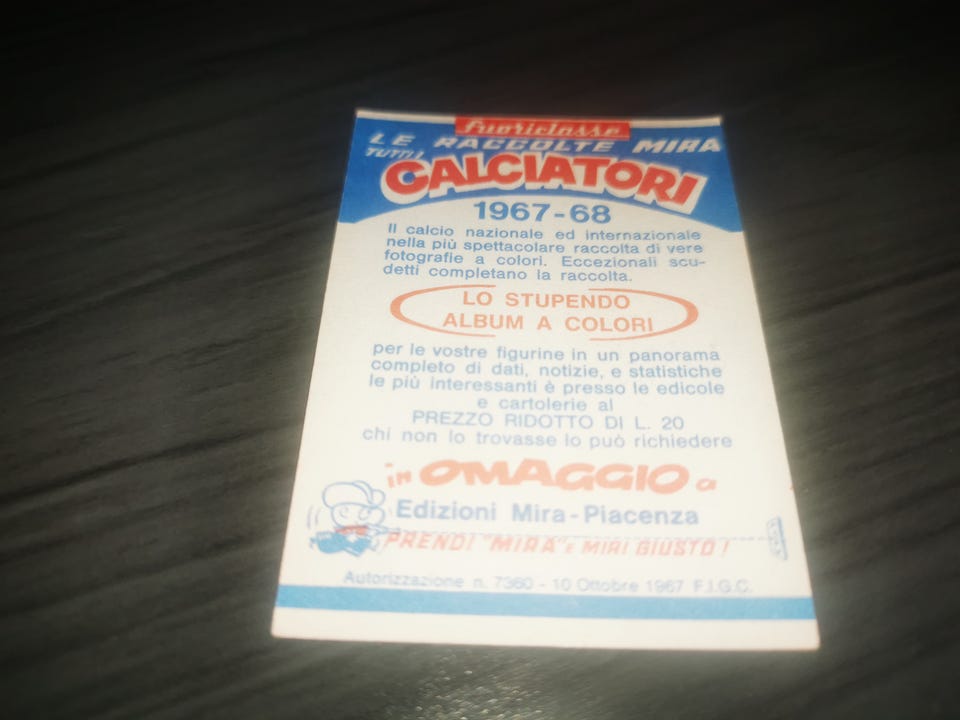 fuoriclasse
LE RACCOLTE MIRA
TUTTI I
CALCIATORI
1967-68
Il calcio nazionale ed internazionale
nella più spettacolare raccolta di vere
fotografie a colori. Eccezionali scu-
detti completano la raccolta.
LO STUPENDO
ALBUM A COLORI
per le vostre figurine in un panorama
completo di dati, notizie, e statistiche
le più interessanti è presso le edicole
e cartolerie al
PREZZO RIDOTTO DI L. 20
chi non lo trovasse lo può richiedere
in OMAGGIO a
Edizioni Mira-Piacenza
PRENDI "MIRA" E MIRI GIUSTO!
Autorizzazione n. 7360 - 10 Ottobre 1967 F.I.G.C.